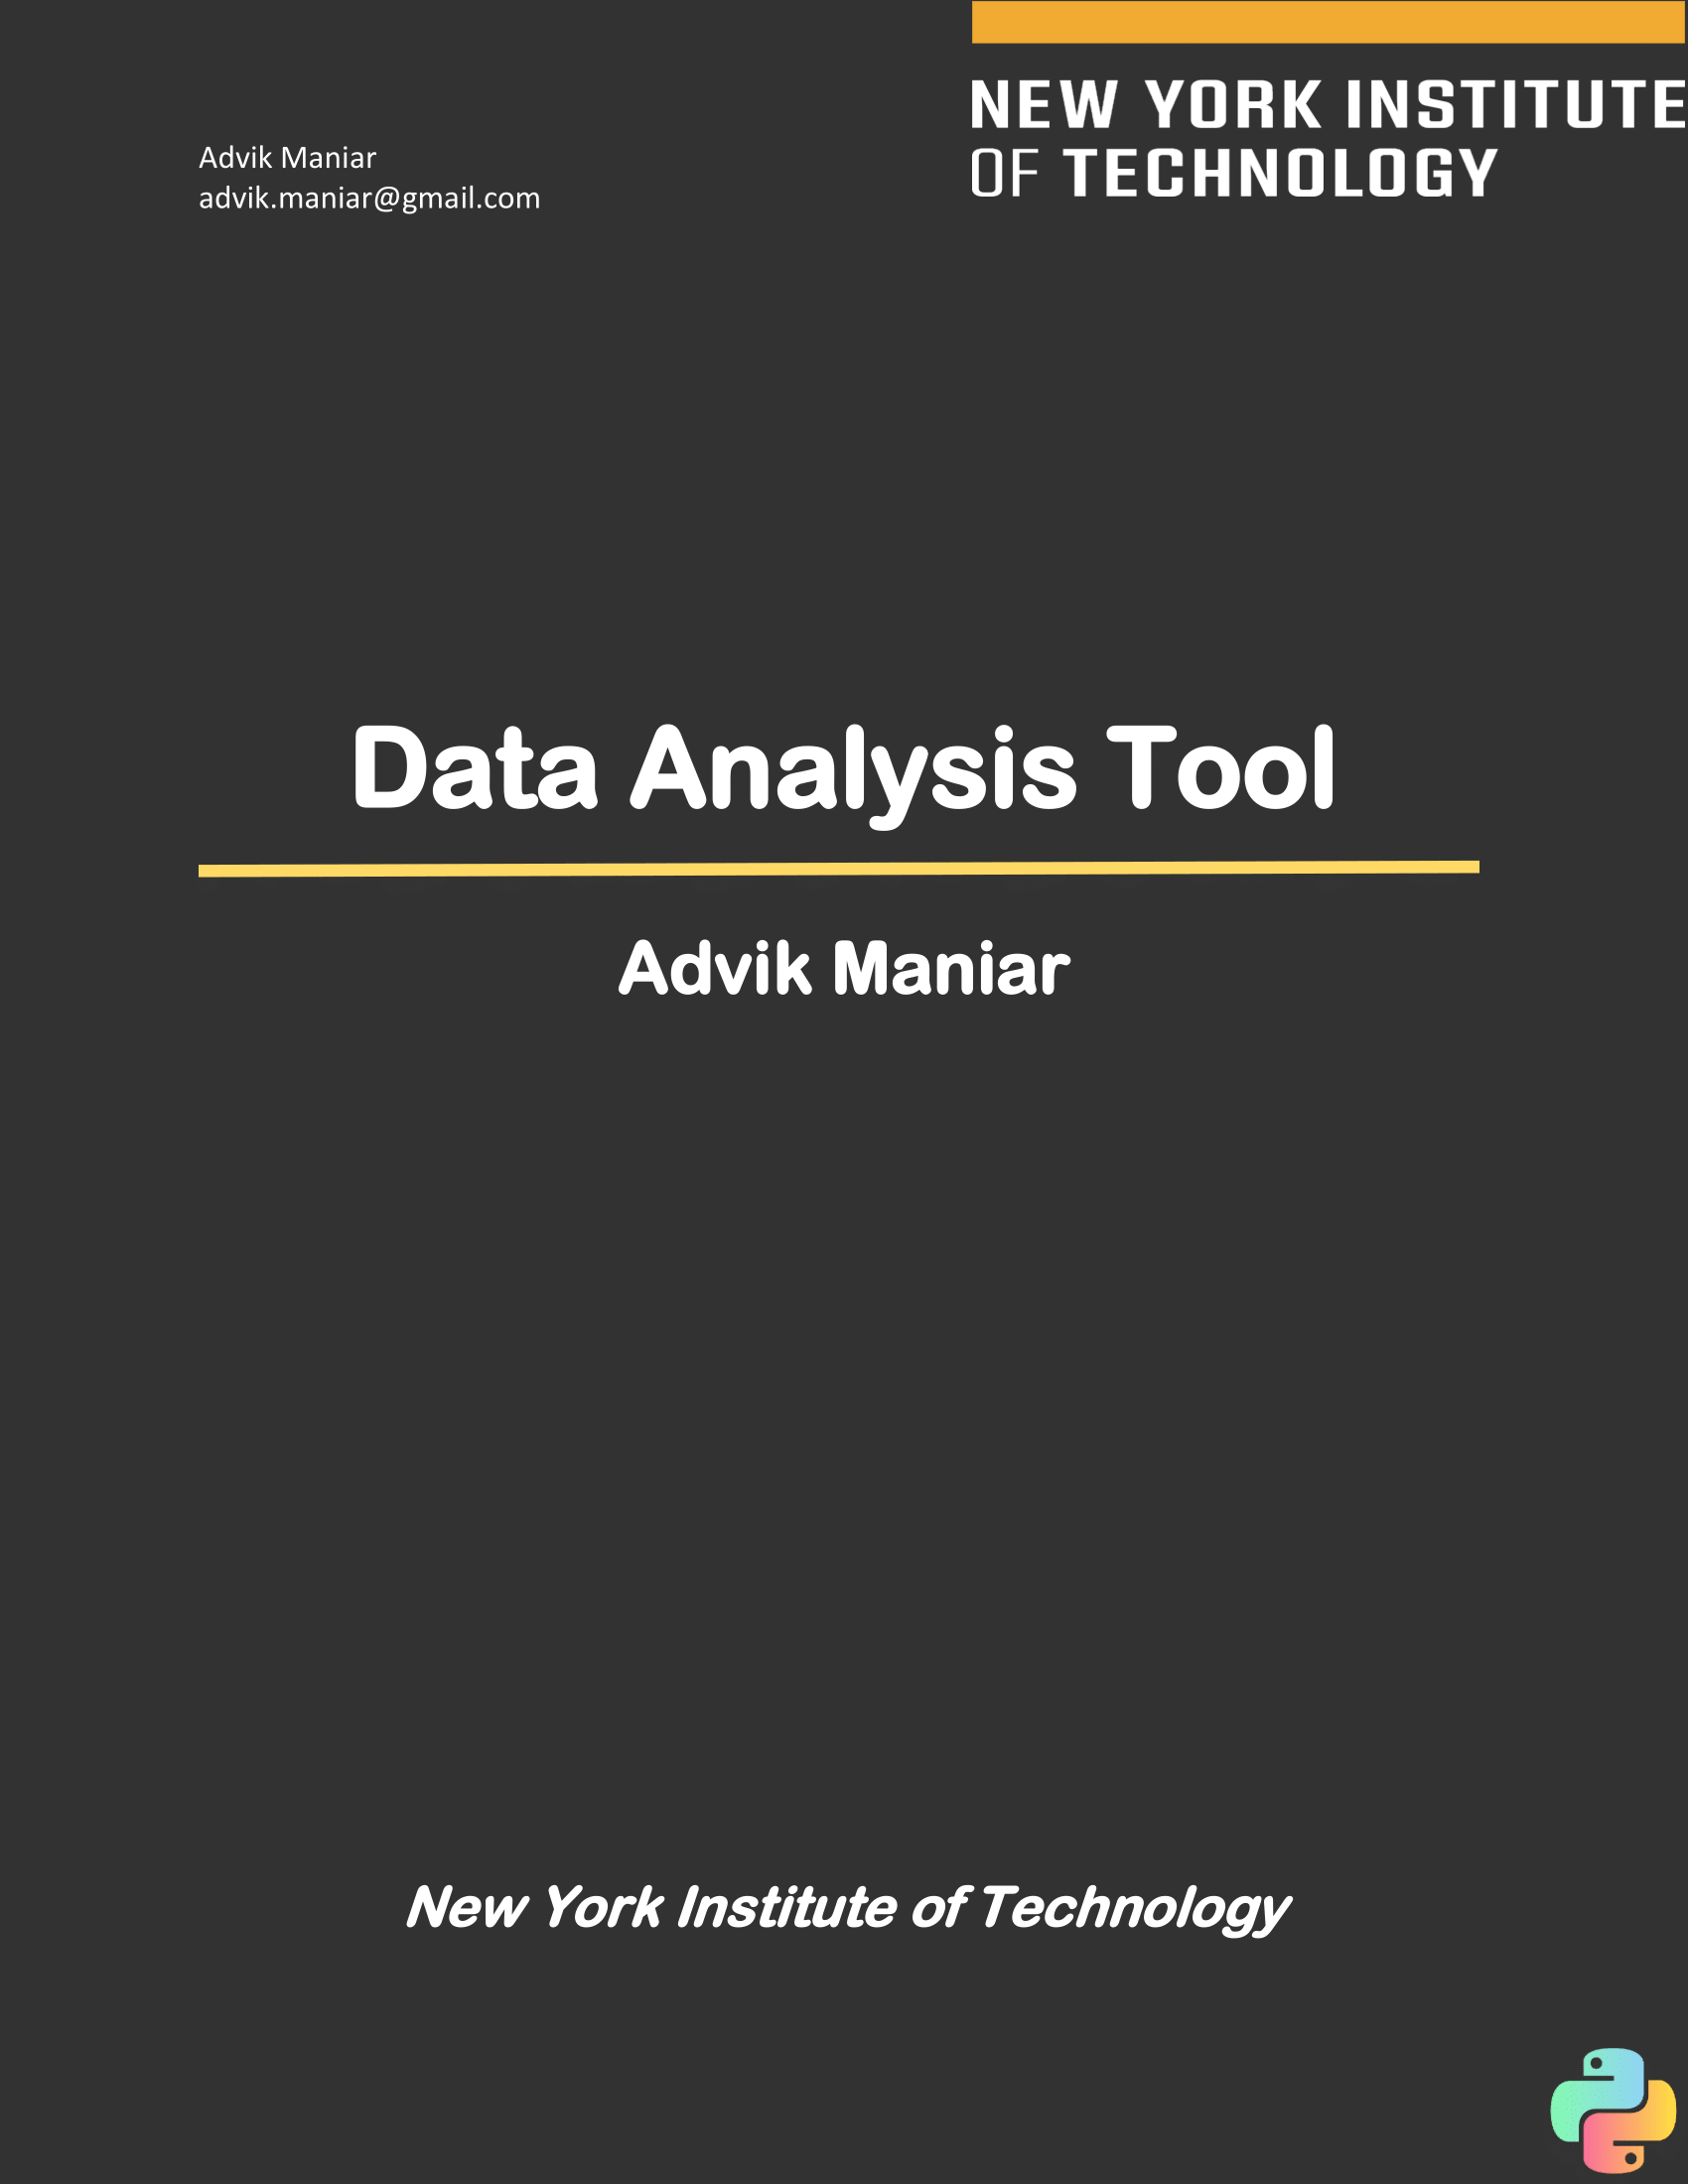 NEW YORK INSTITUTE
OF TECHNOLOGY
Advik Maniar
advik.maniar@gmail.com
Data Analysis Tool
Advik Maniar
New York Institute of Technology